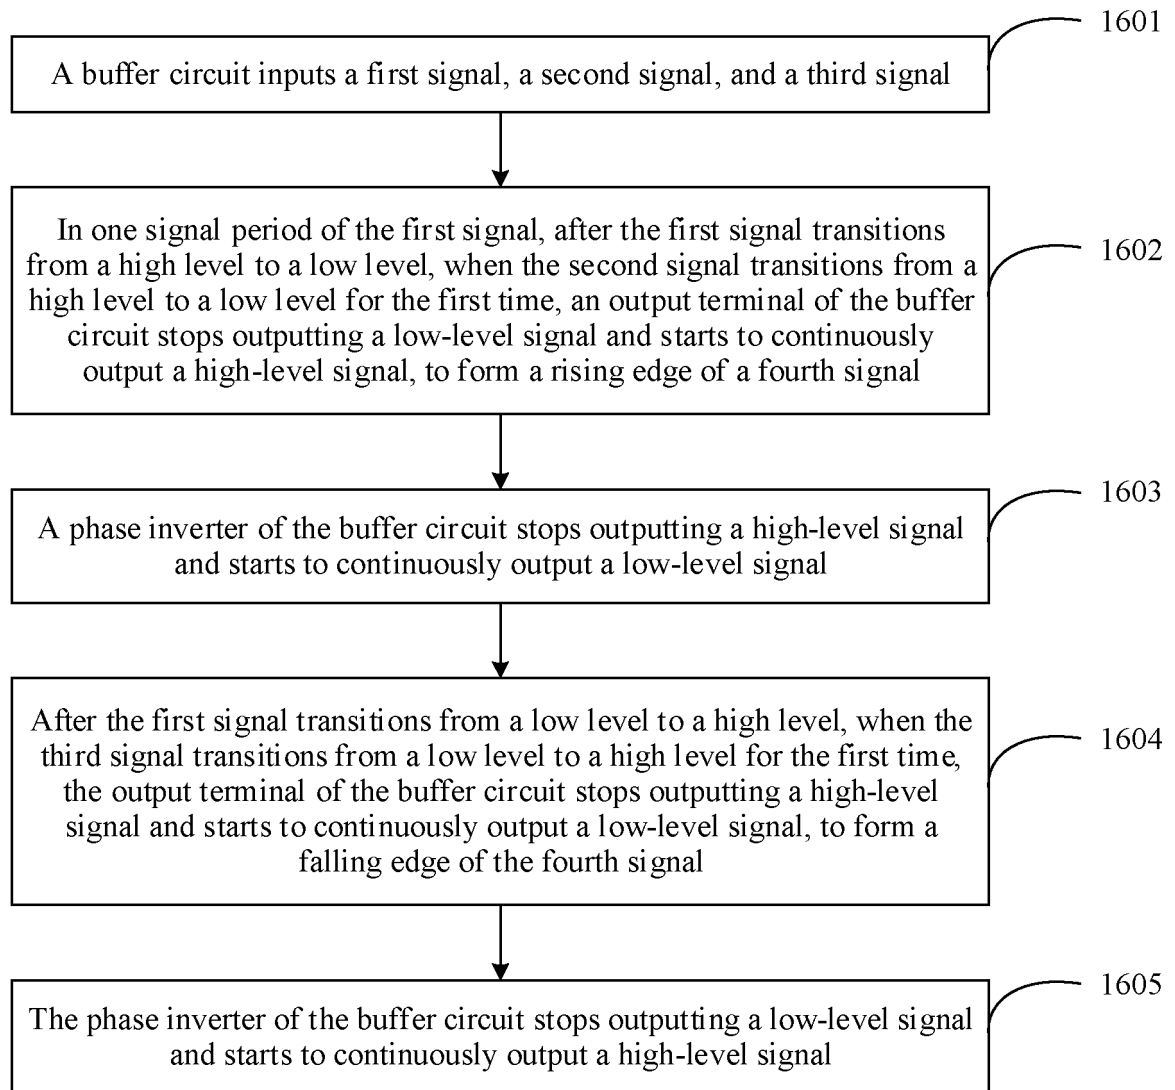 1601
A buffer circuit inputs a first signal, a second signal, and a third signal
In one signal period of the first signal, after the first signal transitions
from a high level to a low level, when the second signal transitions from a
high level to a low level for the first time, an output terminal of the buffer
circuit stops outputting a low-level signal and starts to continuously
output a high-level signal, to form a rising edge of a fourth signal
1602
A phase inverter of the buffer circuit stops outputting a high-level signal
and starts to continuously output a low-level signal
1603
After the first signal transitions from a low level to a high level, when the
third signal transitions from a low level to a high level for the first time,
the output terminal of the buffer circuit stops outputting a high-level
signal and starts to continuously output a low-level signal, to form a
falling edge of the fourth signal
1604
The phase inverter of the buffer circuit stops outputting a low-level signal
and starts to continuously output a high-level signal
1605